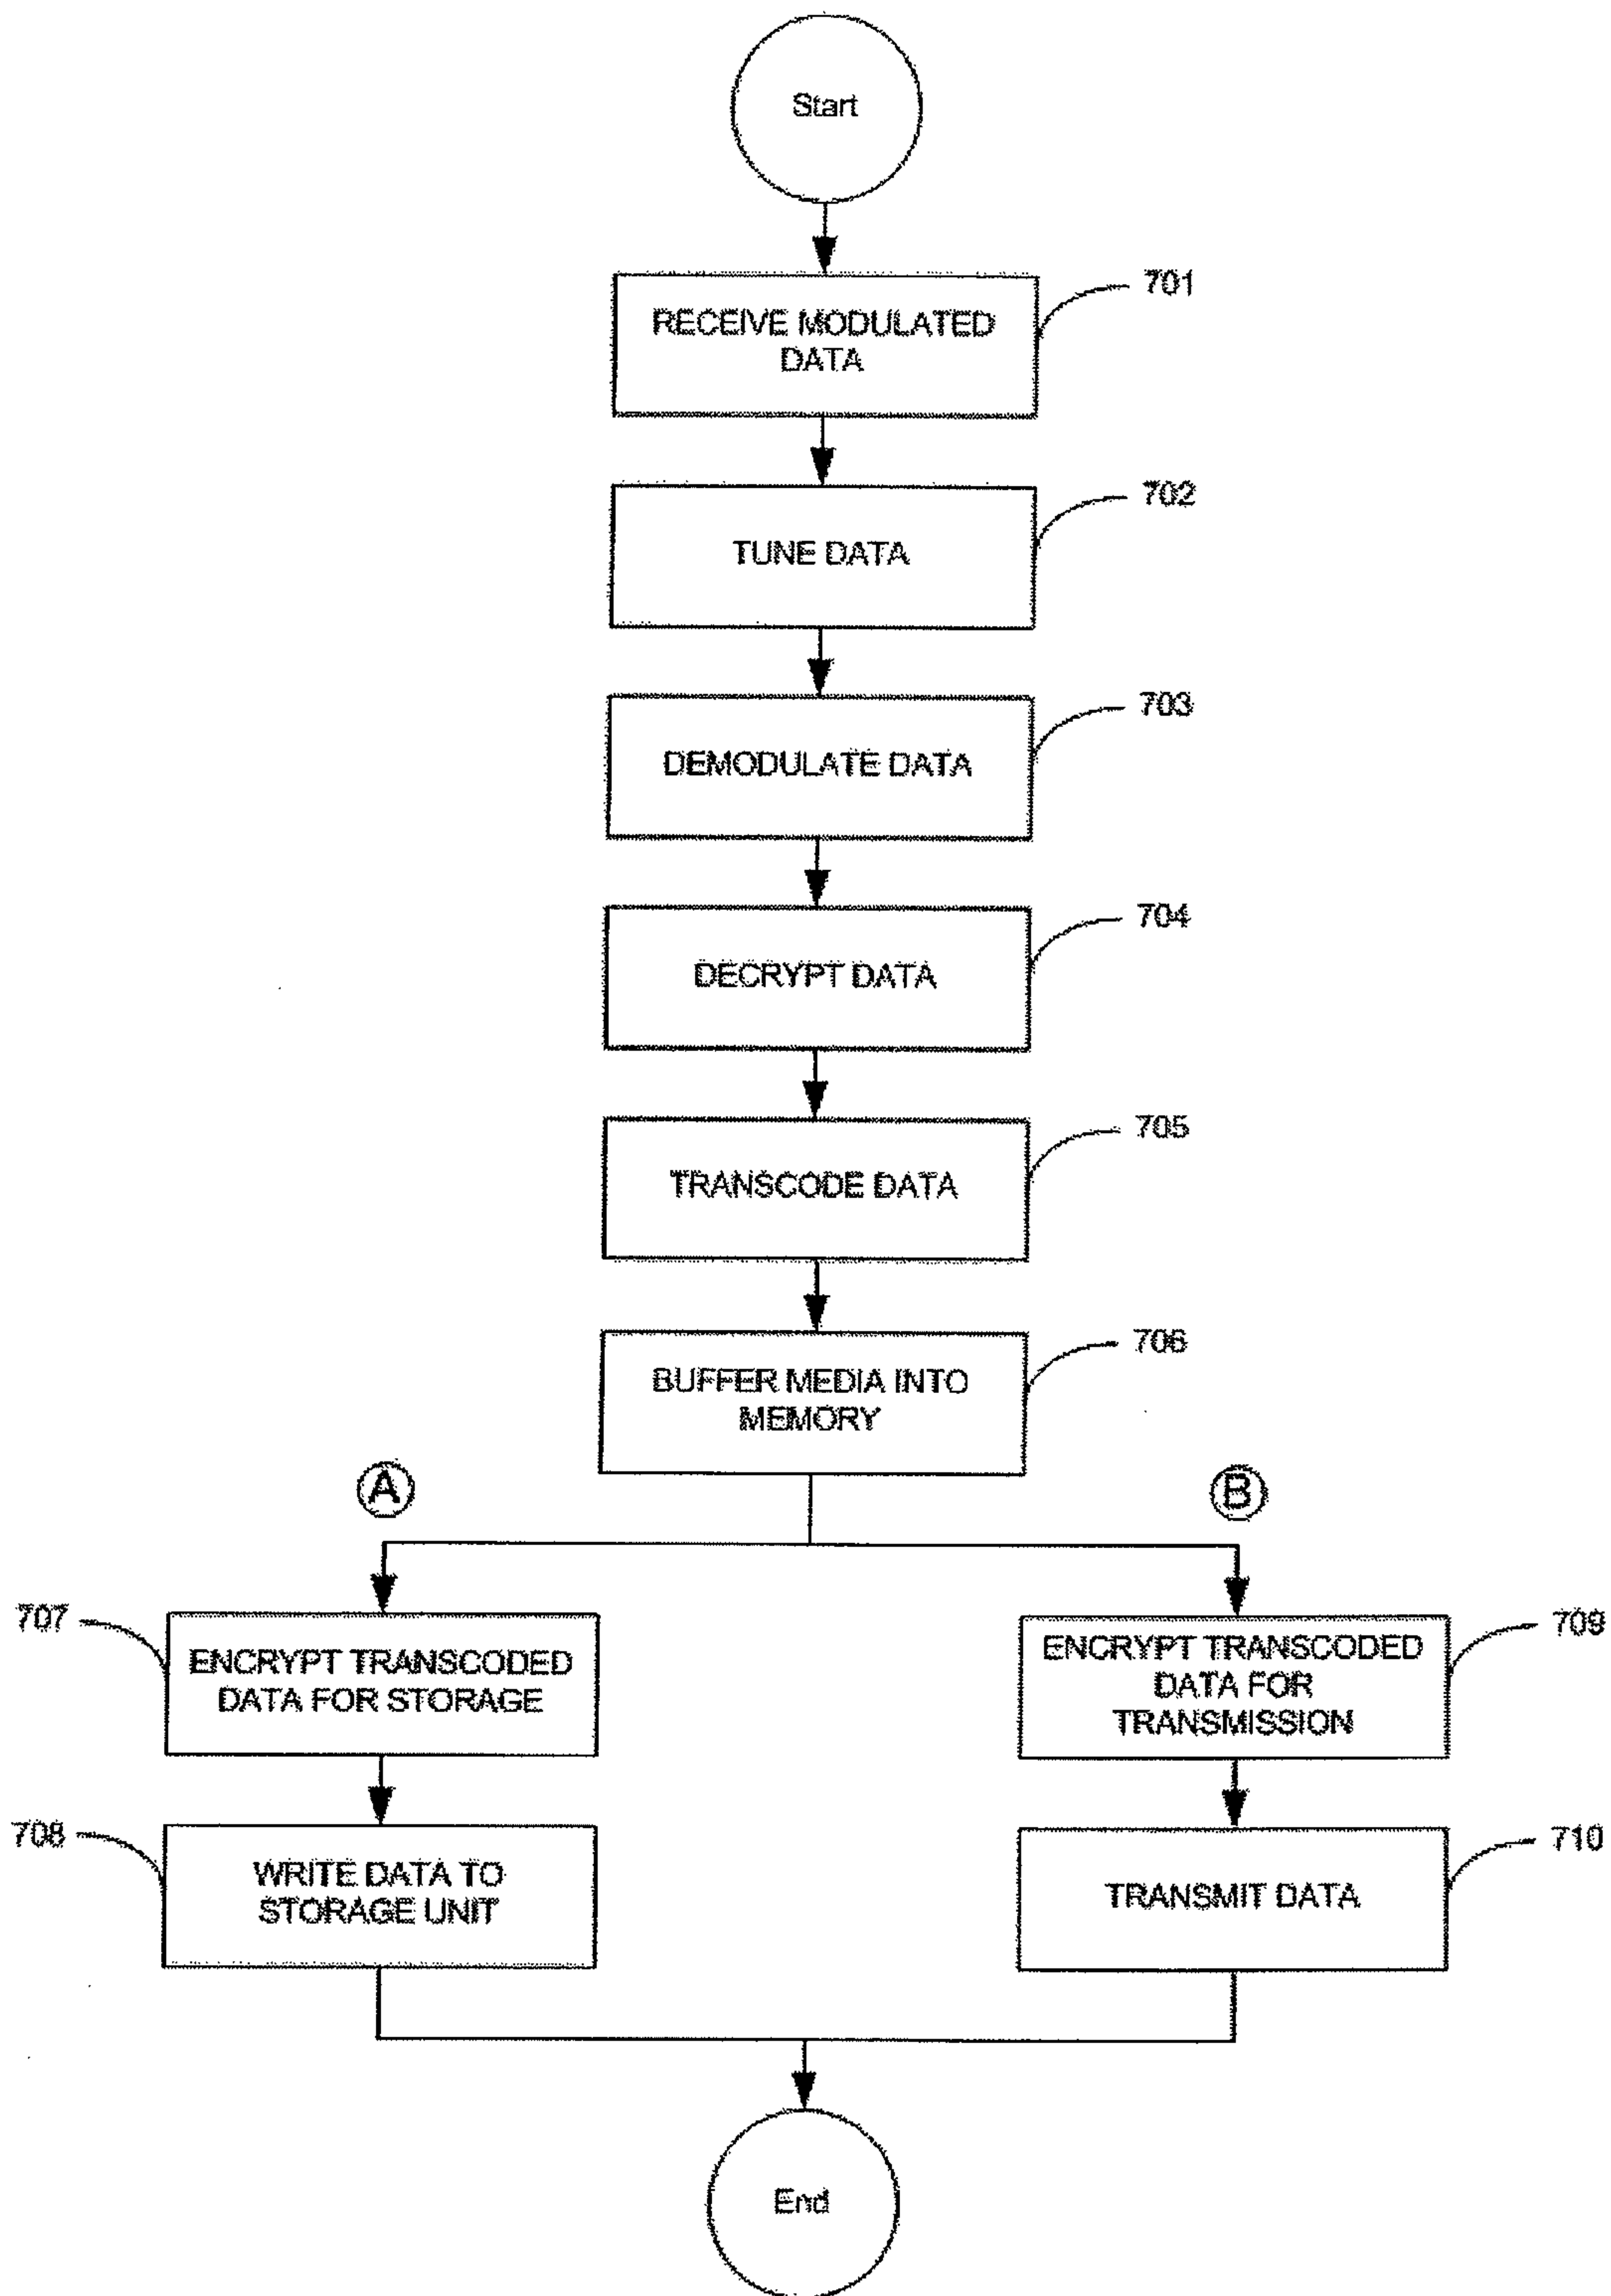 Start
701
RECEIVE MODULATED
DATA
702
TUNE DATA
703
DEMODULATE DATA
704
DECRYPT DATA
705
TRANSCODE DATA
706
BUFFER MEDIA INTO
MEMORY
A
B
707
ENCRYPT TRANSCODED
DATA FOR STORAGE
709
ENCRYPT TRANSCODED
DATA FOR
TRANSMISSION
708
WRITE DATA TO
STORAGE UNIT
710
TRANSMIT DATA
End